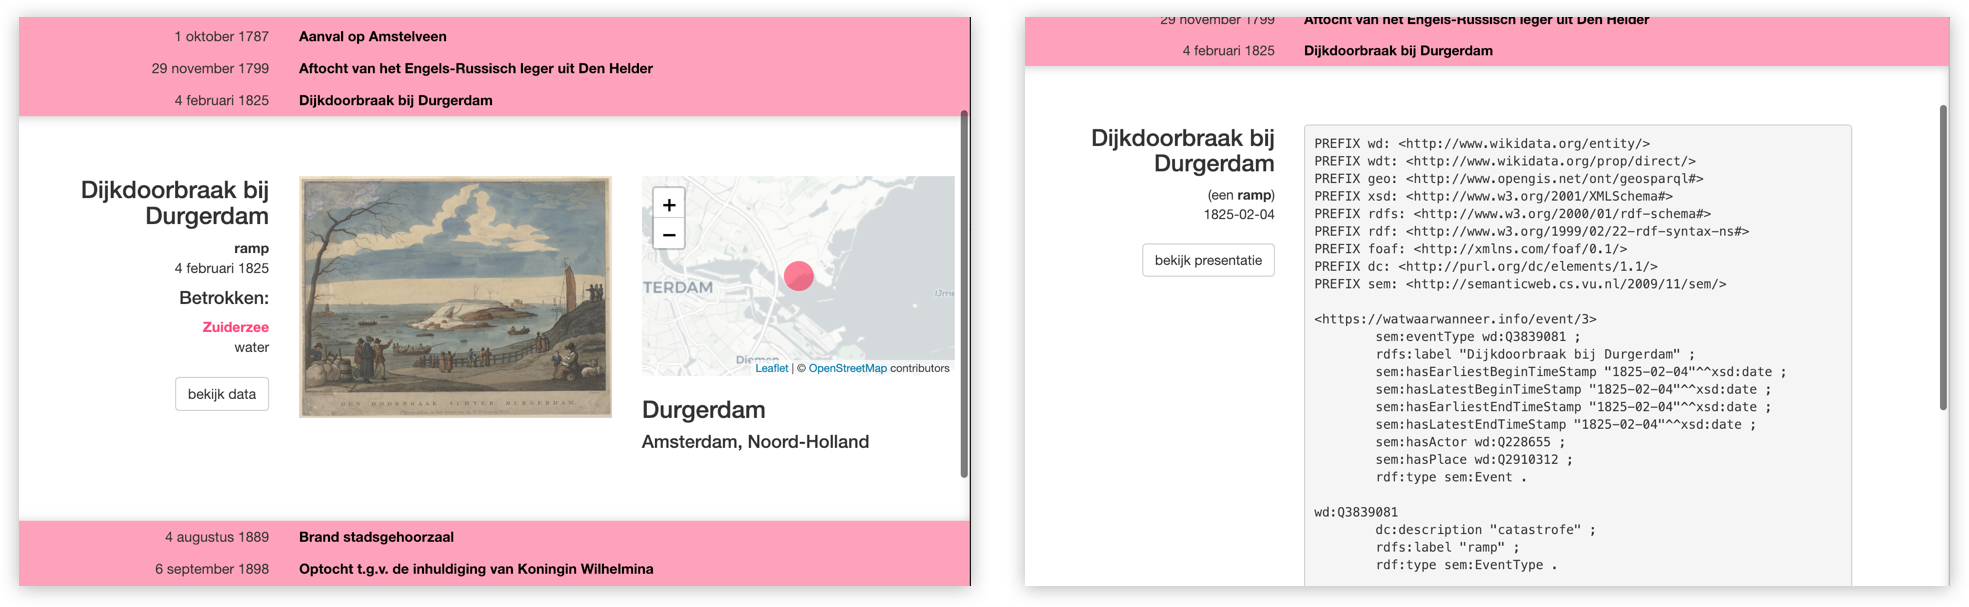 1 oktober 1787 Aanval op Amstelveen
29 november 1799 Aftocht van het Engels-Russisch leger uit Den Helder
4 februari 1825 Dijkdoorbraak bij Durgerdam
Dijkdoorbraak bij
Durgerdam
ramp
4 februari 1825
Betrokken:
Zuiderzee
water
bekijk data
EEN DOORBRAAK ACHTER DURGERDAM.
+
−
TERDAM
IJme
Diemen
Leaflet | © OpenStreetMap contributors
Durgerdam
Amsterdam, Noord-Holland
4 augustus 1889 Brand stadsgehoorzaal
6 september 1898 Optocht t.g.v. de inhuldiging van Koningin Wilhelmina
29 november 1799 Aftocht van het Engels-Russisch leger uit Den Helder
4 februari 1825 Dijkdoorbraak bij Durgerdam
Dijkdoorbraak bij
Durgerdam
(een ramp)
1825-02-04
bekijk presentatie
PREFIX wd: <http://www.wikidata.org/entity/>
PREFIX wdt: <http://www.wikidata.org/prop/direct/>
PREFIX geo: <http://www.opengis.net/ont/geosparql#>
PREFIX xsd: <http://www.w3.org/2001/XMLSchema#>
PREFIX rdfs: <http://www.w3.org/2000/01/rdf-schema#>
PREFIX rdf: <http://www.w3.org/1999/02/22-rdf-syntax-ns#>
PREFIX foaf: <http://xmlns.com/foaf/0.1/>
PREFIX dc: <http://purl.org/dc/elements/1.1/>
PREFIX sem: <http://semanticweb.cs.vu.nl/2009/11/sem/>
<https://watwaarwanneer.info/event/3>
sem:eventType wd:Q3839081 ;
rdfs:label "Dijkdoorbraak bij Durgerdam" ;
sem:hasEarliestBeginTimeStamp "1825-02-04"^^xsd:date ;
sem:hasLatestBeginTimeStamp "1825-02-04"^^xsd:date ;
sem:hasEarliestEndTimeStamp "1825-02-04"^^xsd:date ;
sem:hasLatestEndTimeStamp "1825-02-04"^^xsd:date ;
sem:hasActor wd:Q228655 ;
sem:hasPlace wd:Q2910312 ;
rdf:type sem:Event .
wd:Q3839081
dc:description "catastrofe" ;
rdfs:label "ramp" ;
rdf:type sem:EventType .